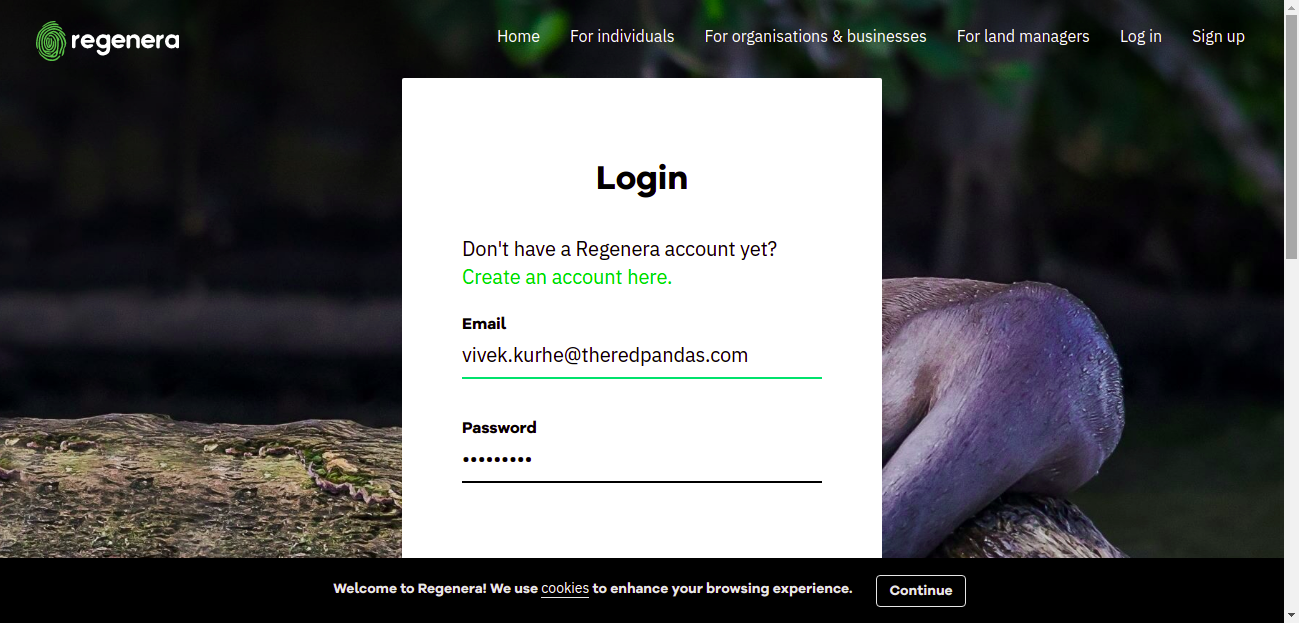 regenera
Home For individuals For organisations & businesses For land managers Log in Sign up
Login
Don't have a Regenera account yet?
Create an account here.
Email
vivek.kurhe@theredpandas.com
Password
•••••••••
Welcome to Regenera! We use cookies to enhance your browsing experience. Continue